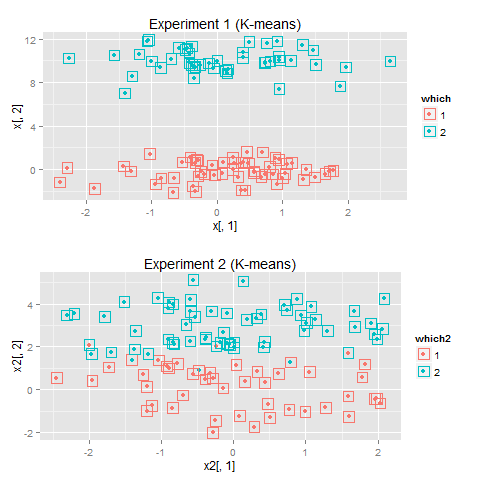 Experiment 1 (K-means)
12
8
4
0
x[, 2]
-2
-1
0
1
2
x[, 1]
which
1
2
Experiment 2 (K-means)
4
2
0
-2
x2[, 2]
-2
-1
0
1
2
x2[, 1]
which2
1
2